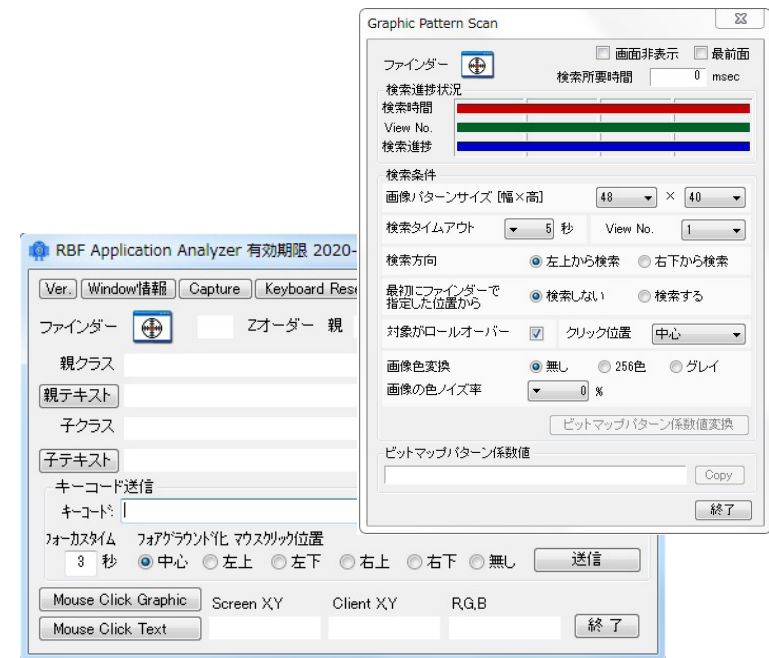 Graphic Pattern Scan
ファインダー
画面非表示 最前面
検索所要時間 0 msec
検索進捗状況
検索時間
View No.
検索進捗
検索条件
画像パターンサイズ [幅×高] 48 × 40
検索タイムアウト 5 秒 View No. 1
検索方向 左上から検索 右下から検索
最初にファインダーで
指定した位置から 検索しない 検索する
対象がロールオーバー クリック位置 中心
画像色変換 無し 256色 グレイ
画像の色ノイズ率 0 %
ビットマップパターン係数値変換
ビットマップパターン係数値
Copy
終了
RBF Application Analyzer 有効期限 2020-
Ver. Window情報 Capture Keyboard Rese
ファインダー Zオーダー 親
親クラス
親テキスト
子クラス
子テキスト
キーコード送信
キーコード:
フォーカスタイム フォアグラウンド化 マウスクリック位置
3 秒 中心 左上 左下 右上 右下 無し 送信
Mouse Click Graphic Screen X,Y Client X,Y R,G,B
Mouse Click Text 終了